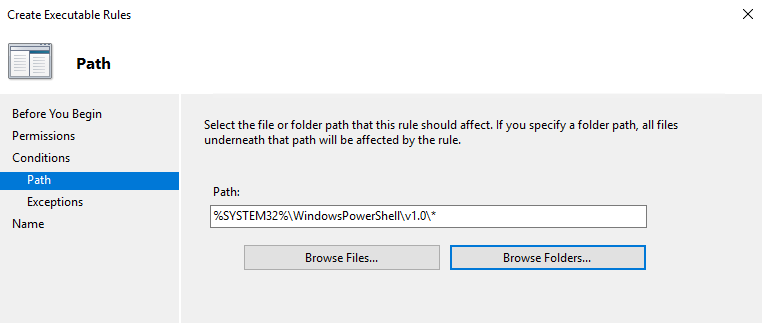 Create Executable Rules
Path
Before You Begin
Permissions
Conditions
Path
Exceptions
Name
Select the file or folder path that this rule should affect. If you specify a folder path, all files
underneath that path will be affected by the rule.
Path:
%SYSTEM32%\WindowsPowerShell\v1.0\*
Browse Files...
Browse Folders...